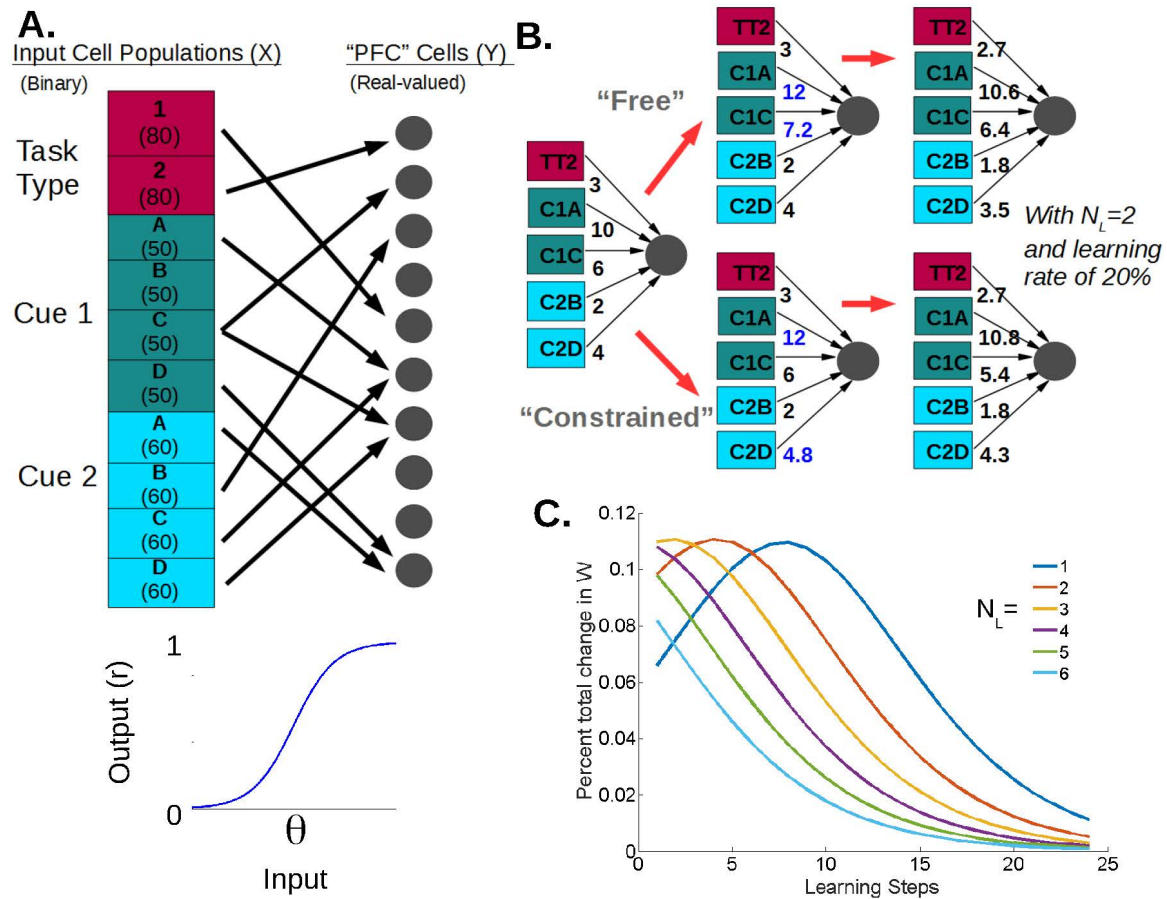 A.
Input Cell Populations (X)
(Binary)
"PFC" Cells (Y)
(Real-valued)
Task
Type
Cue 1
Cue 2
1
(80)
2
(80)
A
(50)
B
(50)
C
(50)
D
(50)
A
(60)
B
(60)
C
(60)
D
(60)
Output (r)
1
0
θ
Input
B.
TT2
C1A
C1C
C2B
C2D
3
10
6
2
4
"Free"
TT2
C1A
C1C
C2B
C2D
3
12
7.2
2
4
TT2
C1A
C1C
C2B
C2D
2.7
10.6
6.4
1.8
3.5
"Constrained"
TT2
C1A
C1C
C2B
C2D
3
12
6
2
4.8
TT2
C1A
C1C
C2B
C2D
2.7
10.8
5.4
1.8
4.3
With N_L=2
and learning
rate of 20%
C.
Percent total change in W
0.12
0.1
0.08
0.06
0.04
0.02
0
0
5
10
15
20
25
Learning Steps
N_L=
1
2
3
4
5
6